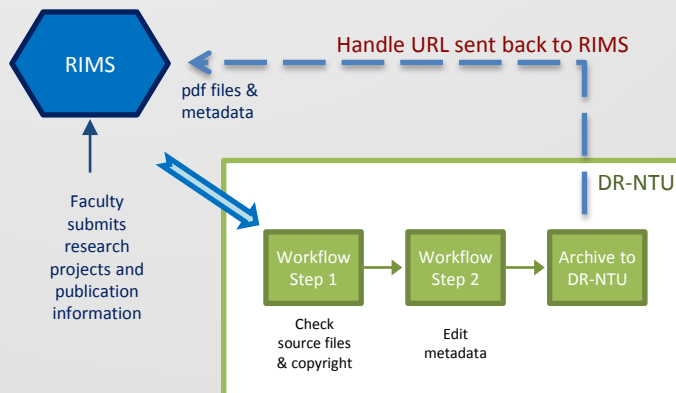 RIMS
Handle URL sent back to RIMS
pdf files &
metadata
Faculty
submits
research
projects and
publication
information
DR-NTU
Workflow
Step 1
Workflow
Step 2
Archive to
DR-NTU
Check
source files
& copyright
Edit
metadata